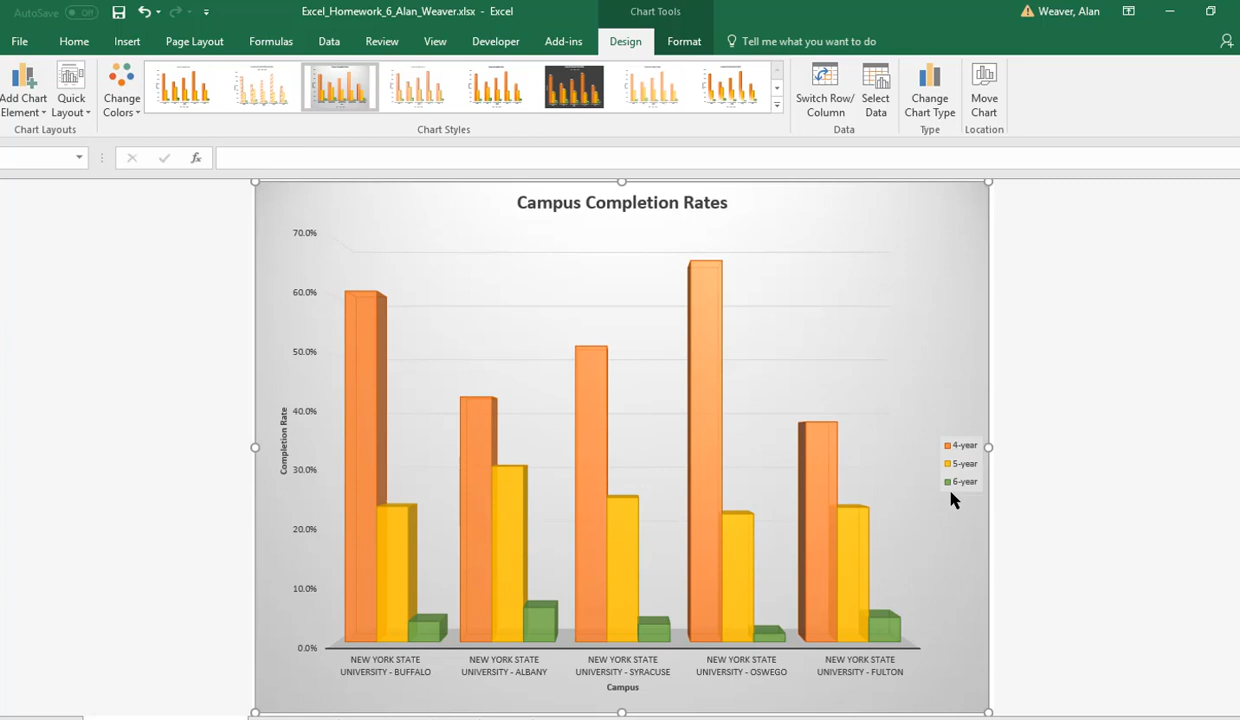 AutoSave Off Excel_Homework_6_Alan_Weaver.xlsx - Excel Chart Tools Weaver, Alan
File Home Insert Page Layout Formulas Data Review View Developer Add-ins Design Format Tell me what you want to do
Add Chart Element
Quick Layout
Change Colors
Switch Row/ Column
Select Data
Change Chart Type
Move Chart
Chart Layouts Chart Styles Data Type Location
fx
Campus Completion Rates
70.0%
60.0%
50.0%
40.0%
30.0%
20.0%
10.0%
0.0%
Completion Rate
4-year
5-year
6-year
NEW YORK STATE UNIVERSITY - BUFFALO
NEW YORK STATE UNIVERSITY - ALBANY
NEW YORK STATE UNIVERSITY - SYRACUSE
NEW YORK STATE UNIVERSITY - OSWEGO
NEW YORK STATE UNIVERSITY - FULTON
Campus